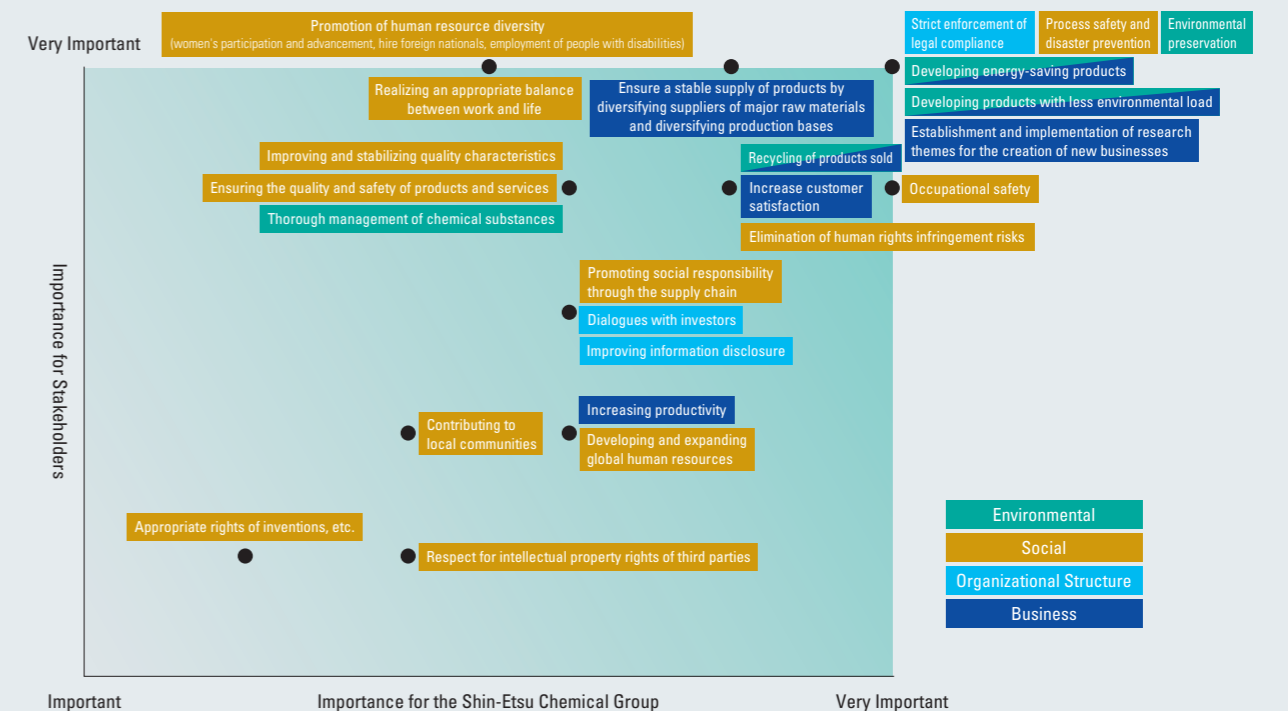 Very Important
Promotion of human resource diversity
(women's participation and advancement, hire foreign nationals, employment of people with disabilities)
Strict enforcement of
legal compliance
Process safety and
disaster prevention
Environmental
preservation
Realizing an appropriate balance
between work and life
Ensure a stable supply of products by
diversifying suppliers of major raw materials
and diversifying production bases
Developing energy-saving products
Developing products with less environmental load
Establishment and implementation of research
themes for the creation of new businesses
Improving and stabilizing quality characteristics
Ensuring the quality and safety of products and services
Thorough management of chemical substances
Recycling of products sold
Increase customer
satisfaction
Elimination of human rights infringement risks
Occupational safety
Importance for Stakeholders
Promoting social responsibility
through the supply chain
Dialogues with investors
Improving information disclosure
Contributing to
local communities
Increasing productivity
Developing and expanding
global human resources
Appropriate rights of inventions, etc.
Respect for intellectual property rights of third parties
Environmental
Social
Organizational Structure
Business
Important
Importance for the Shin-Etsu Chemical Group
Very Important